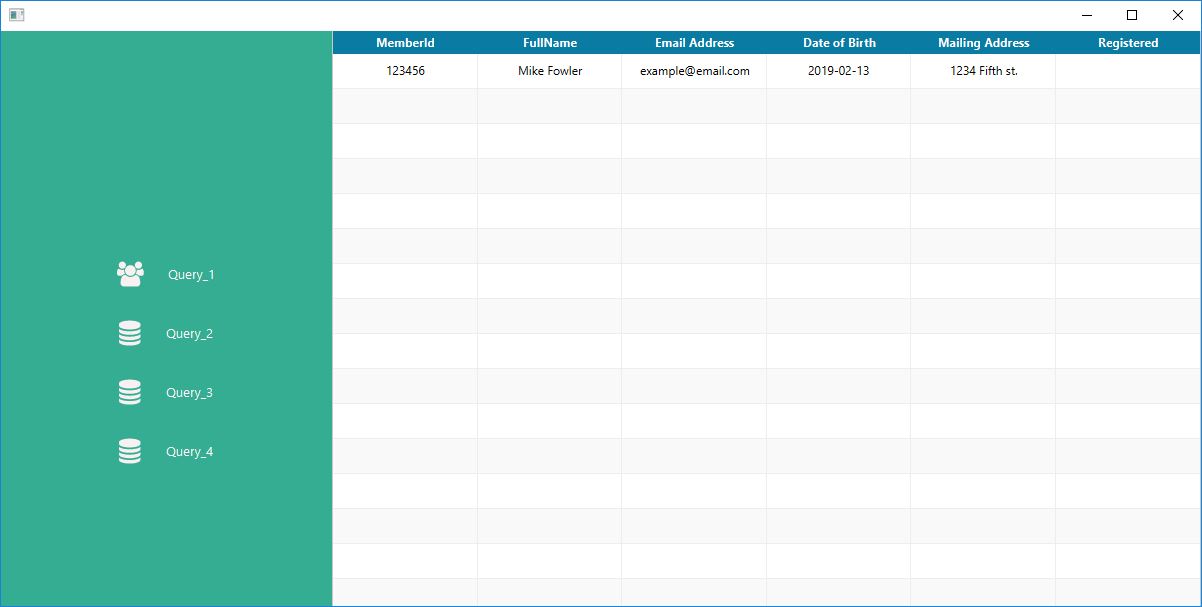 MemberId FullName Email Address Date of Birth Mailing Address Registered
123456 Mike Fowler example@email.com 2019-02-13 1234 Fifth st.
Query_1
Query_2
Query_3
Query_4